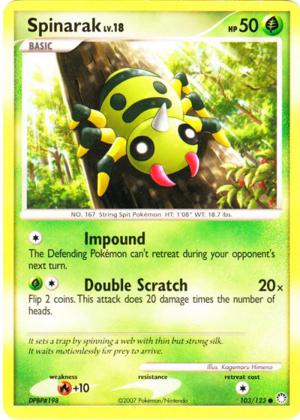 Spinarak LV.18 HP 50
BASIC
NO. 167 String Spit Pokémon HT: 1'08" WT: 18.7 lbs.
Impound
The Defending Pokémon can't retreat during your opponent's
next turn.
Double Scratch 20×
Flip 2 coins. This attack does 20 damage times the number of
heads.
Illus. Kagemaru Himeno
It sets a trap by spinning a web with thin but strong silk.
It waits motionlessly for prey to arrive.
weakness resistance retreat cost
+10
DPBP#198 ©2007 Pokémon/Nintendo 103/123